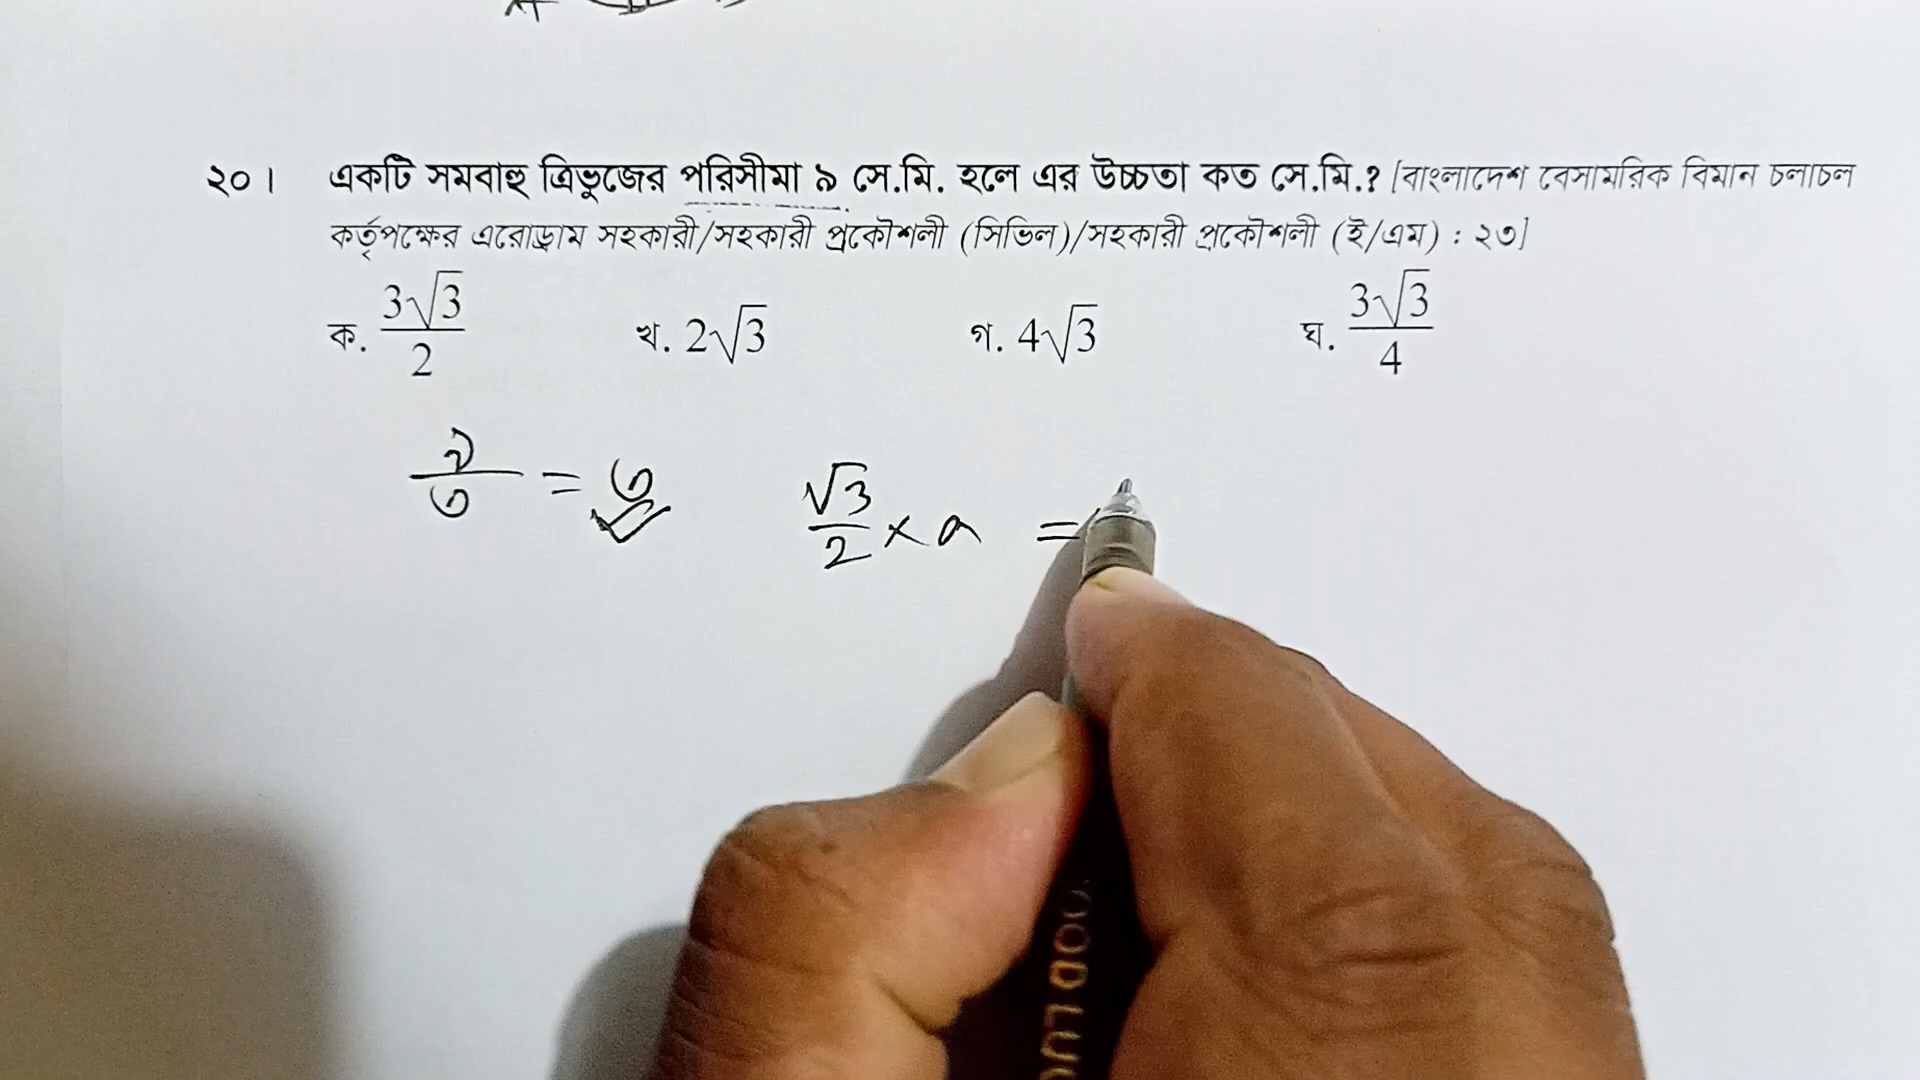 ২০। একটি সমবাহু ত্রিভুজের পরিসীমা ৯ সে.মি. হলে এর উচ্চতা কত সে.মি.? [বাংলাদেশ বেসামরিক বিমান চলাচল
কর্তৃপক্ষের এরোড্রাম সহকারী/সহকারী প্রকৌশলী (সিভিল)/সহকারী প্রকৌশলী (ই/এম) : ২৩]
ক. 3√3/2 খ. 2√3 গ. 4√3 ঘ. 3√3/4
৯/৩ = ৩ √3/2 × a =
OOD LUC